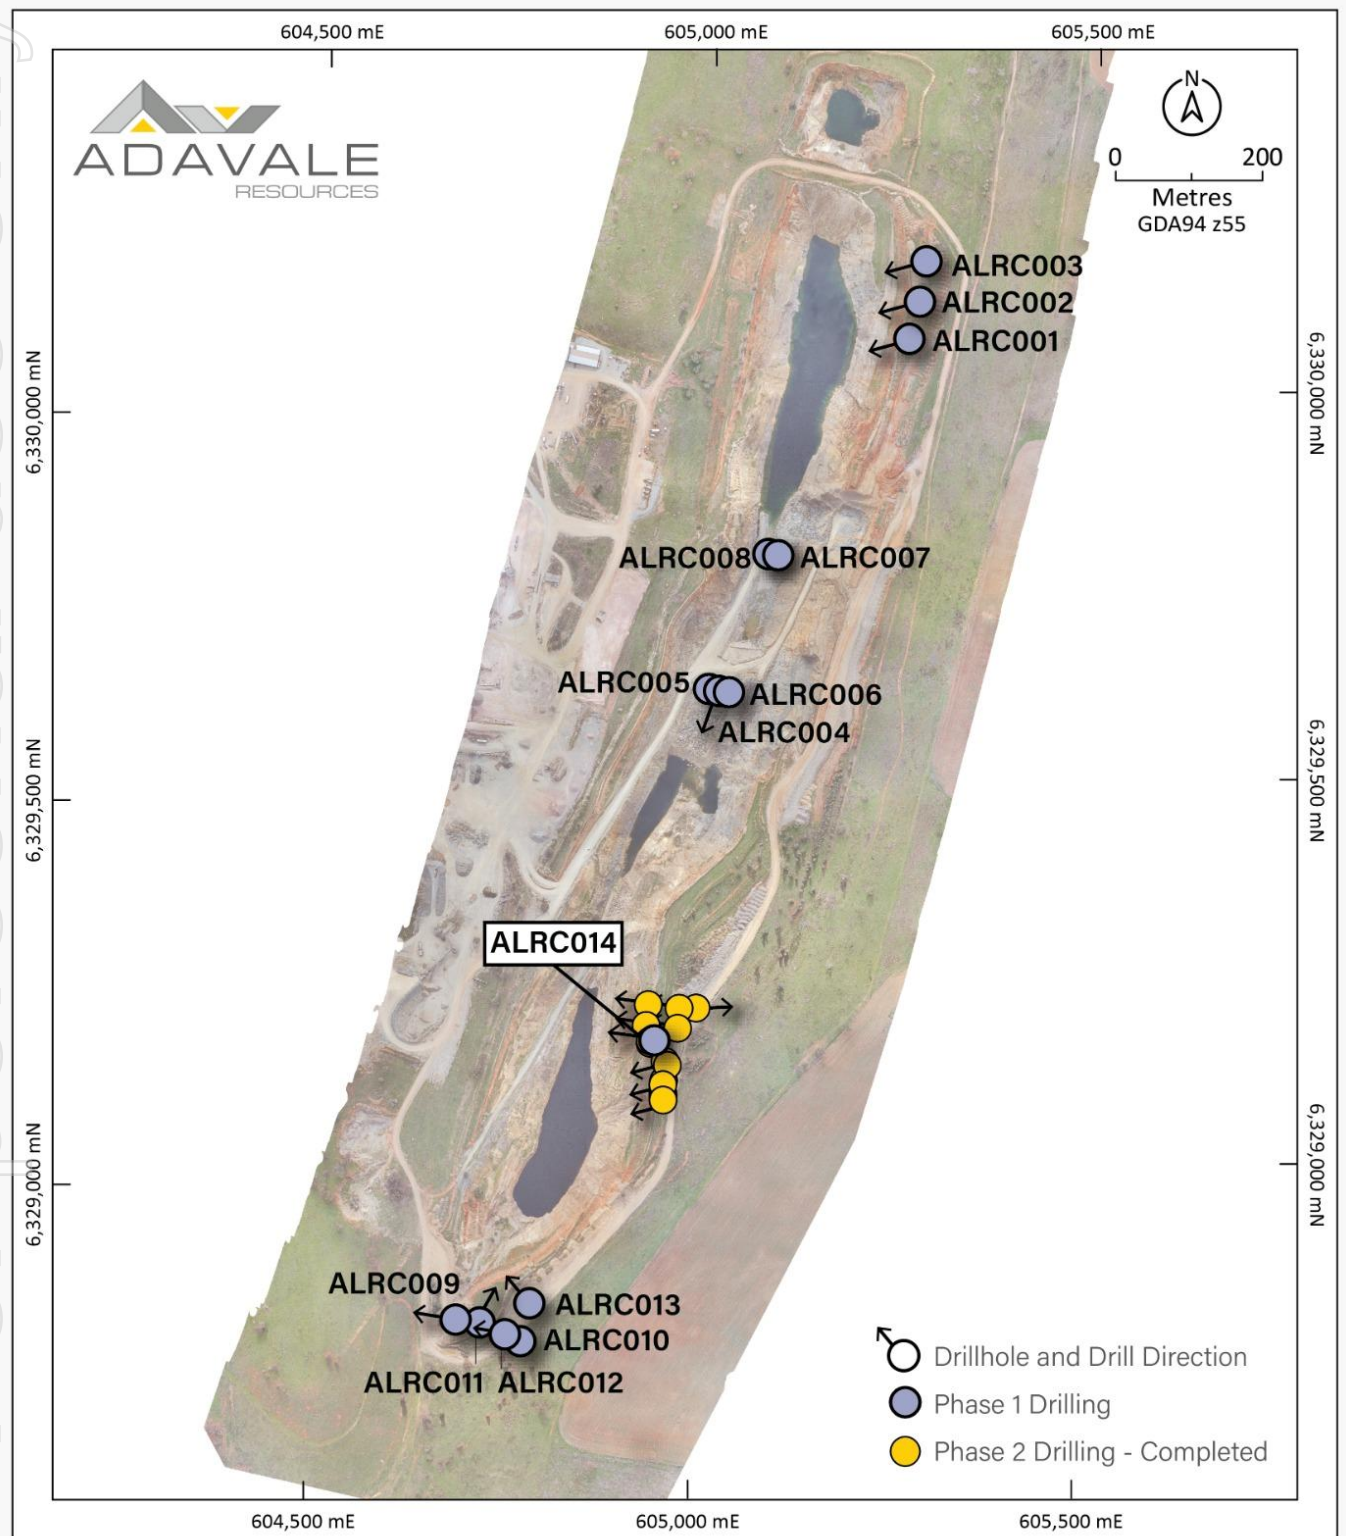 604,500 mE 605,000 mE 605,500 mE
ADAVALE
RESOURCES
N
0 200
Metres
GDA94 z55
ALRC003
ALRC002
ALRC001
6,330,000 mN
6,330,000 mN
ALRC008 ALRC007
ALRC005 ALRC006
ALRC004
6,329,500 mN
6,329,500 mN
ALRC014
6,329,000 mN
6,329,000 mN
ALRC009
ALRC013
ALRC010
ALRC011 ALRC012
Drillhole and Drill Direction
Phase 1 Drilling
Phase 2 Drilling - Completed
604,500 mE 605,000 mE 605,500 mE